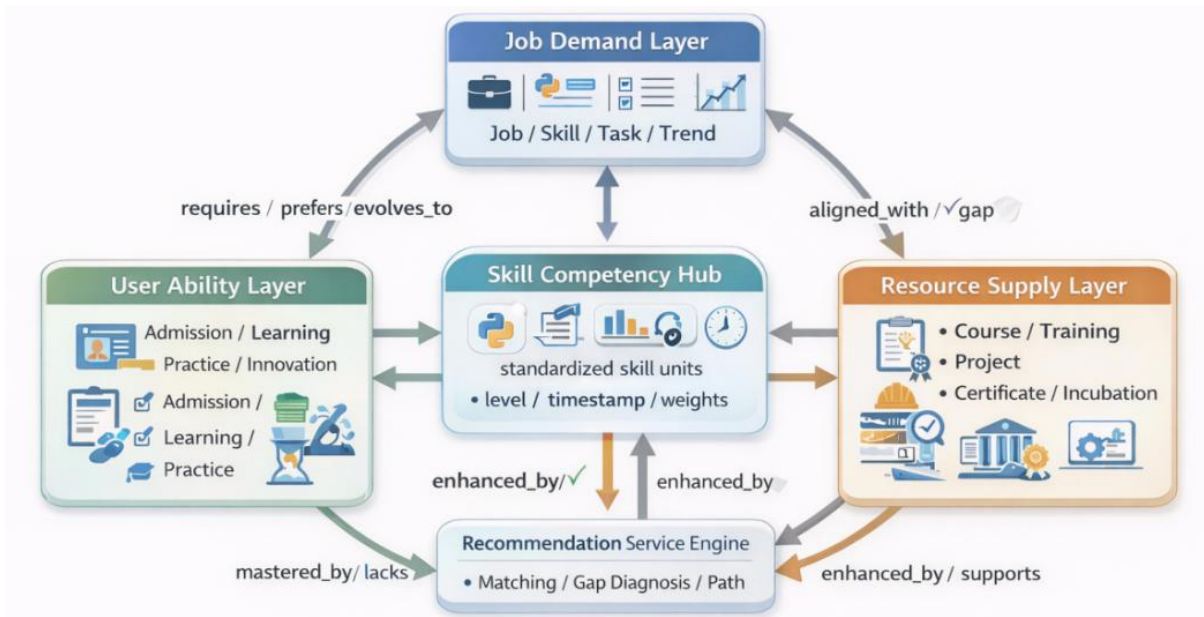 Job Demand Layer
Job / Skill / Task / Trend
requires / prefers/evolves_to
aligned_with /✓gap
User Ability Layer
Admission / Learning
Practice / Innovation
Admission /
Learning /
Practice
Skill Competency Hub
standardized skill units
• level / timestamp / weights
Resource Supply Layer
• Course / Training
• Project
• Certificate / Incubation
enhanced_by/✓
enhanced_by
Recommendation Service Engine
• Matching / Gap Diagnosis / Path
mastered_by/ lacks
enhanced_by / supports